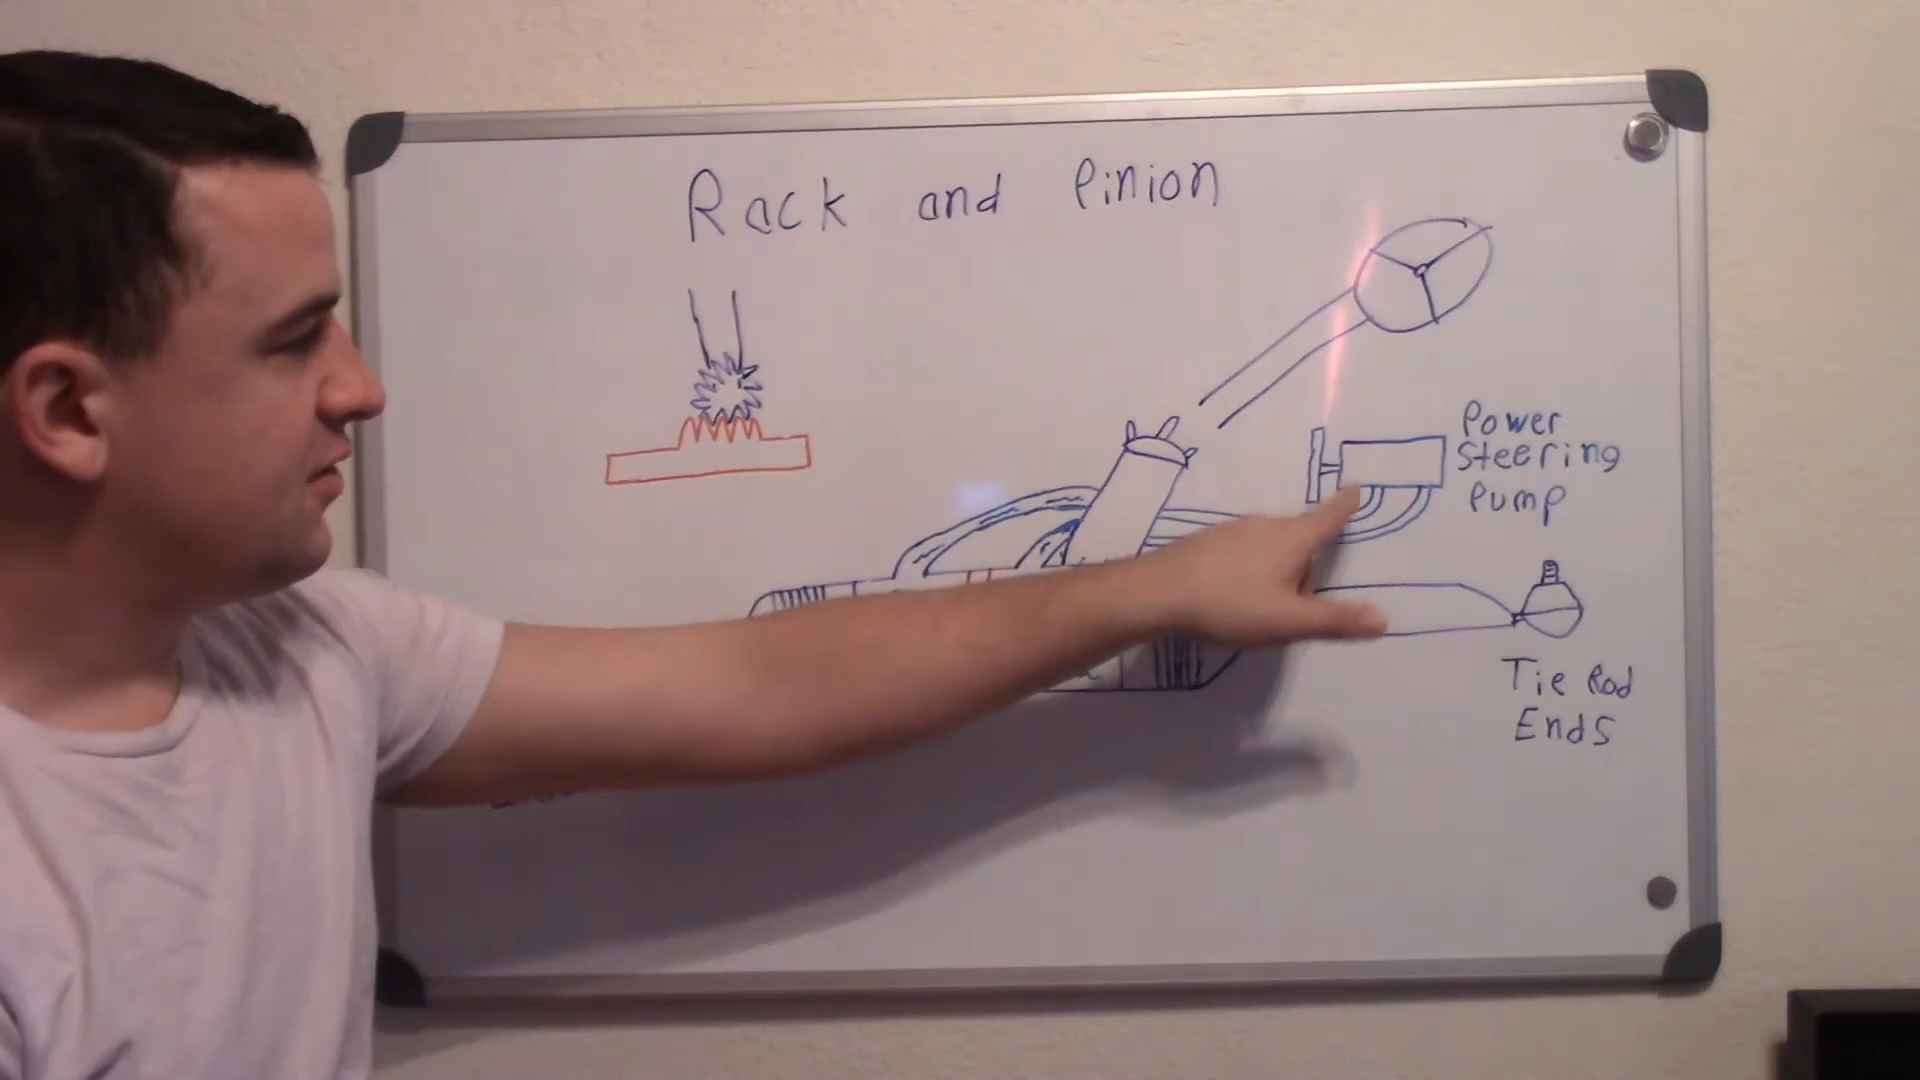 Rack and Pinion
Power
Steering
Pump
Tie Rod
Ends